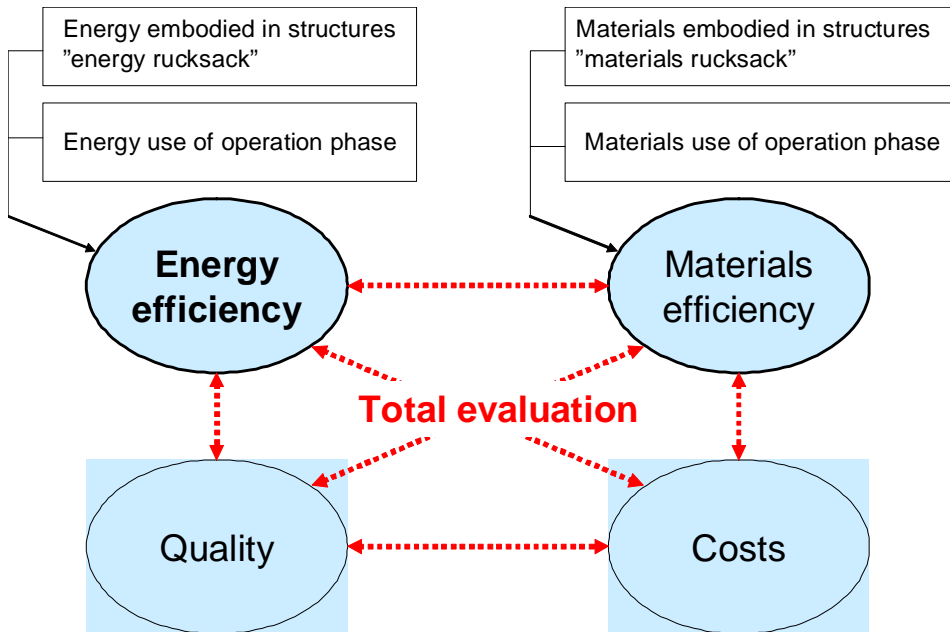 Energy embodied in structures
”energy rucksack”
Energy use of operation phase
Materials embodied in structures
”materials rucksack”
Materials use of operation phase
Energy
efficiency
Materials
efficiency
Total evaluation
Quality
Costs